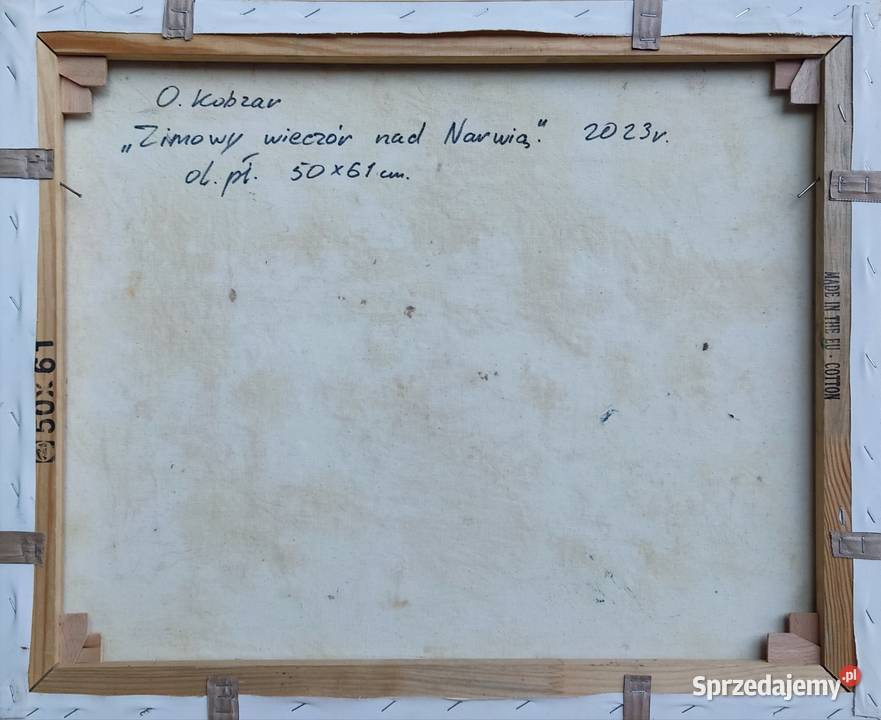 O. Kobzar
„Zimowy wieczór nad Narwią." 2023r.
ol. pł. 50×61 cm.
50x61
MADE IN THE EU - COTTON
Sprzedajemy.pl